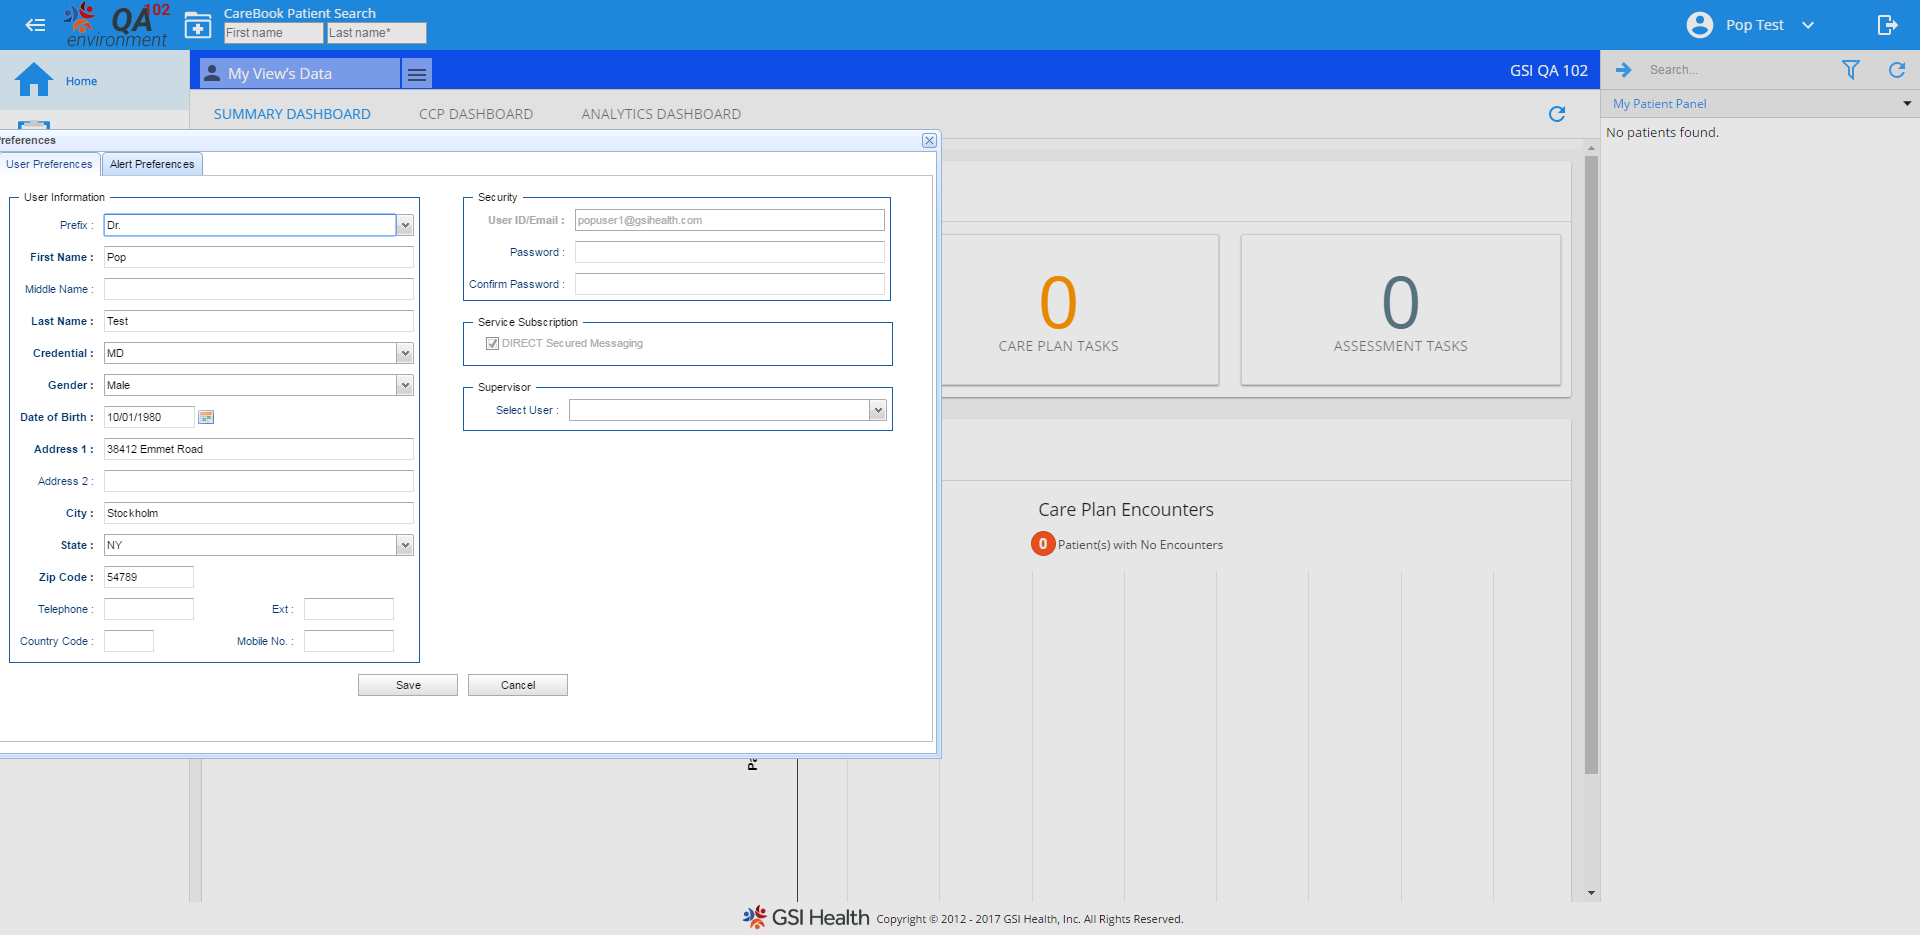 QA 102
environment
CareBook Patient Search
First name
Last name*
Pop Test
Home
My View's Data
GSI QA 102
Search...
SUMMARY DASHBOARD
CCP DASHBOARD
ANALYTICS DASHBOARD
My Patient Panel
No patients found.
references
User Preferences
Alert Preferences
User Information
Prefix : Dr.
First Name : Pop
Middle Name :
Last Name : Test
Credential : MD
Gender : Male
Date of Birth : 10/01/1980
Address 1 : 38412 Emmet Road
Address 2 :
City : Stockholm
State : NY
Zip Code : 54789
Telephone :
Ext :
Country Code :
Mobile No. :
Security
User ID/Email : popuser1@gsihealth.com
Password :
Confirm Password :
Service Subscription
DIRECT Secured Messaging
Supervisor
Select User :
Save
Cancel
0
CARE PLAN TASKS
0
ASSESSMENT TASKS
Care Plan Encounters
0 Patient(s) with No Encounters
GSI Health
Copyright © 2012 - 2017 GSI Health, Inc. All Rights Reserved.